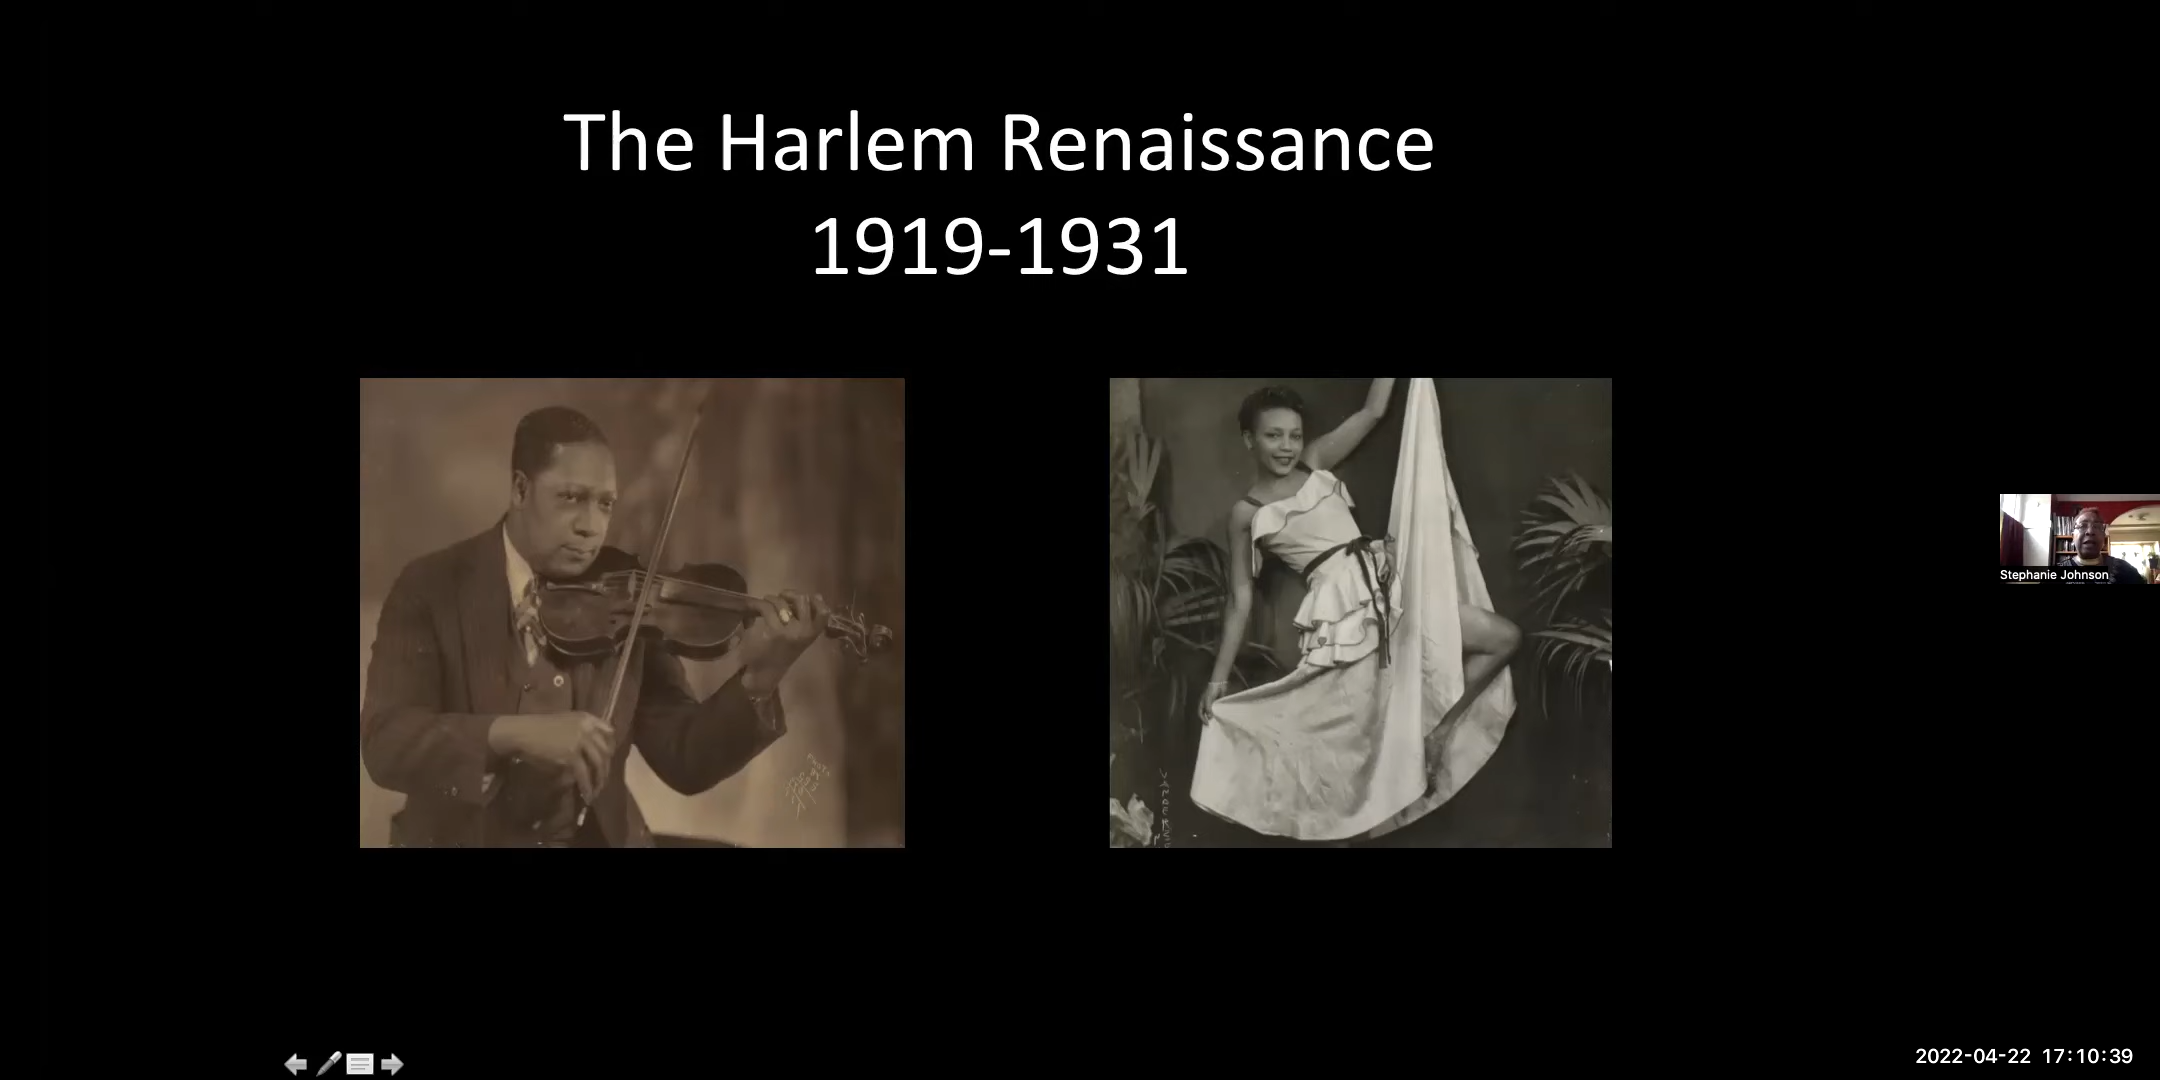 The Harlem Renaissance
1919-1931
Stephanie Johnson
2022-04-22 17:10:39